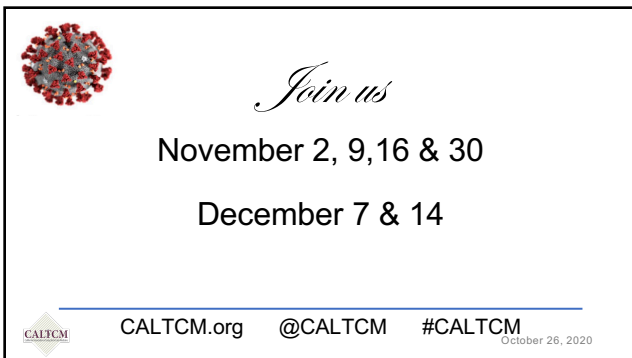 Join us
November 2, 9,16 & 30
December 7 & 14
CALTCM
CALTCM.org @CALTCM #CALTCM
October 26, 2020